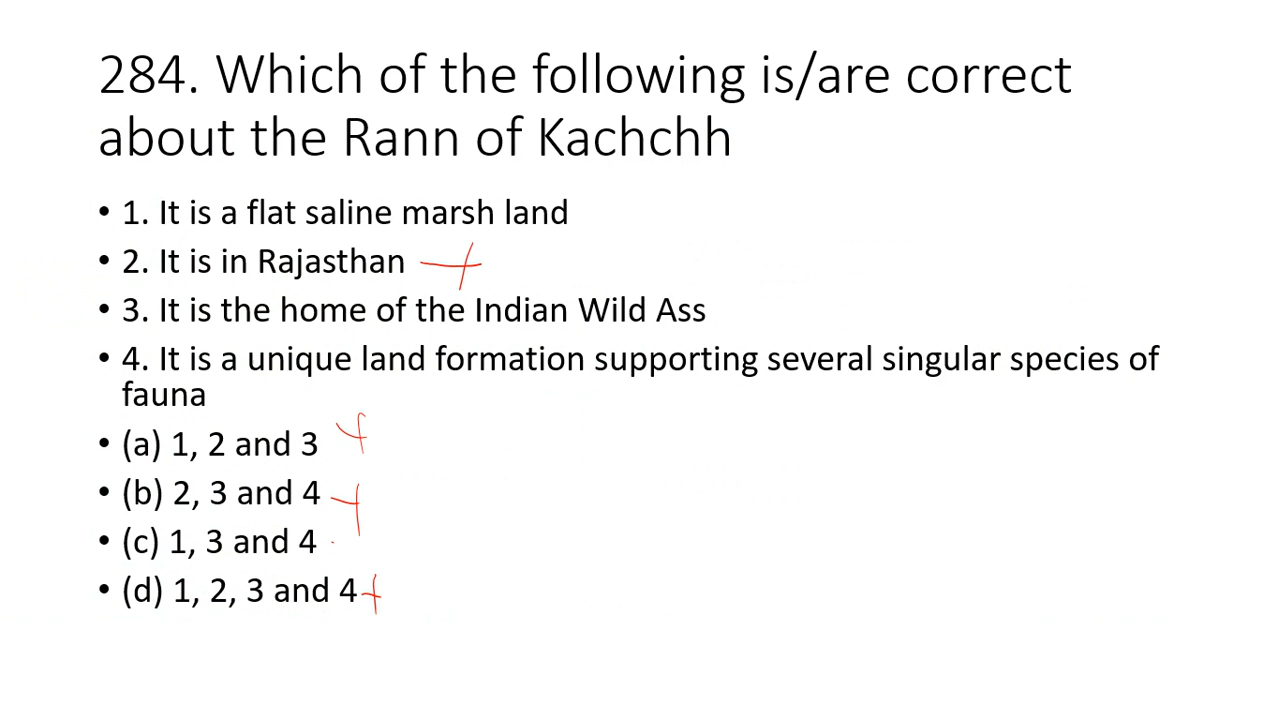 284. Which of the following is/are correct
about the Rann of Kachchh
• 1. It is a flat saline marsh land
• 2. It is in Rajasthan
• 3. It is the home of the Indian Wild Ass
• 4. It is a unique land formation supporting several singular species of
fauna
• (a) 1, 2 and 3
• (b) 2, 3 and 4
• (c) 1, 3 and 4
• (d) 1, 2, 3 and 4